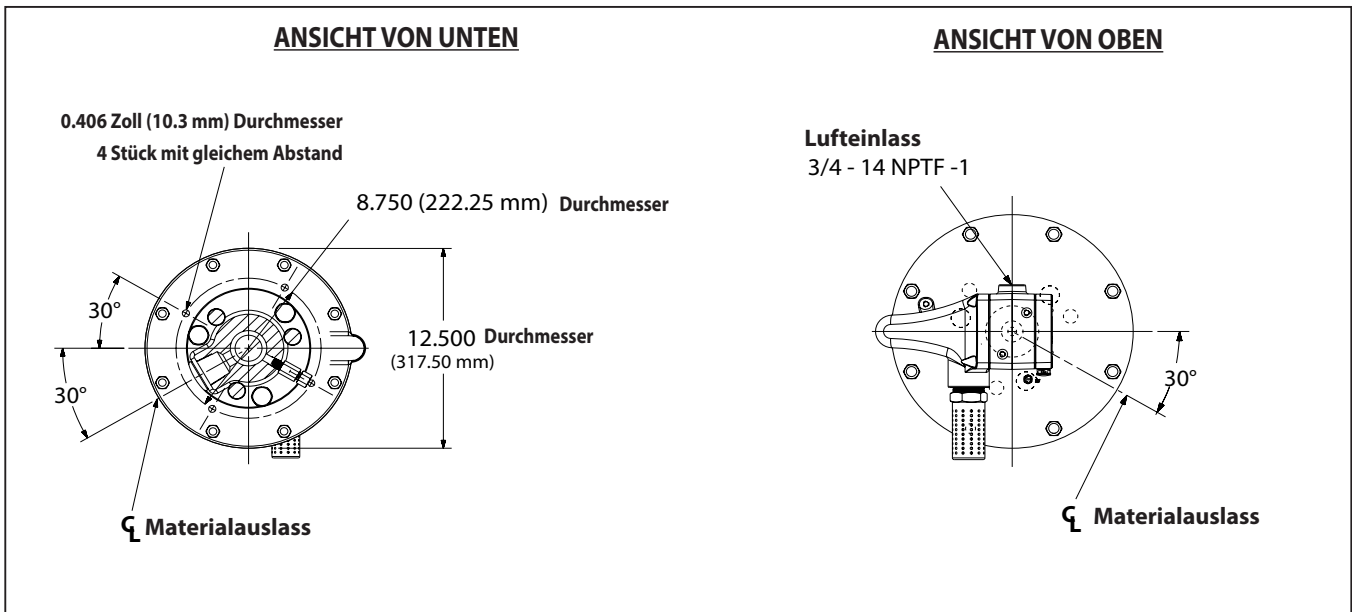 ANSICHT VON UNTEN
0.406 Zoll (10.3 mm) Durchmesser
4 Stück mit gleichem Abstand
8.750 (222.25 mm) Durchmesser
30°
12.500 Durchmesser
(317.50 mm)
30°
℄ Materialauslass
ANSICHT VON OBEN
Lufteinlass
3/4 - 14 NPTF -1
30°
℄ Materialauslass